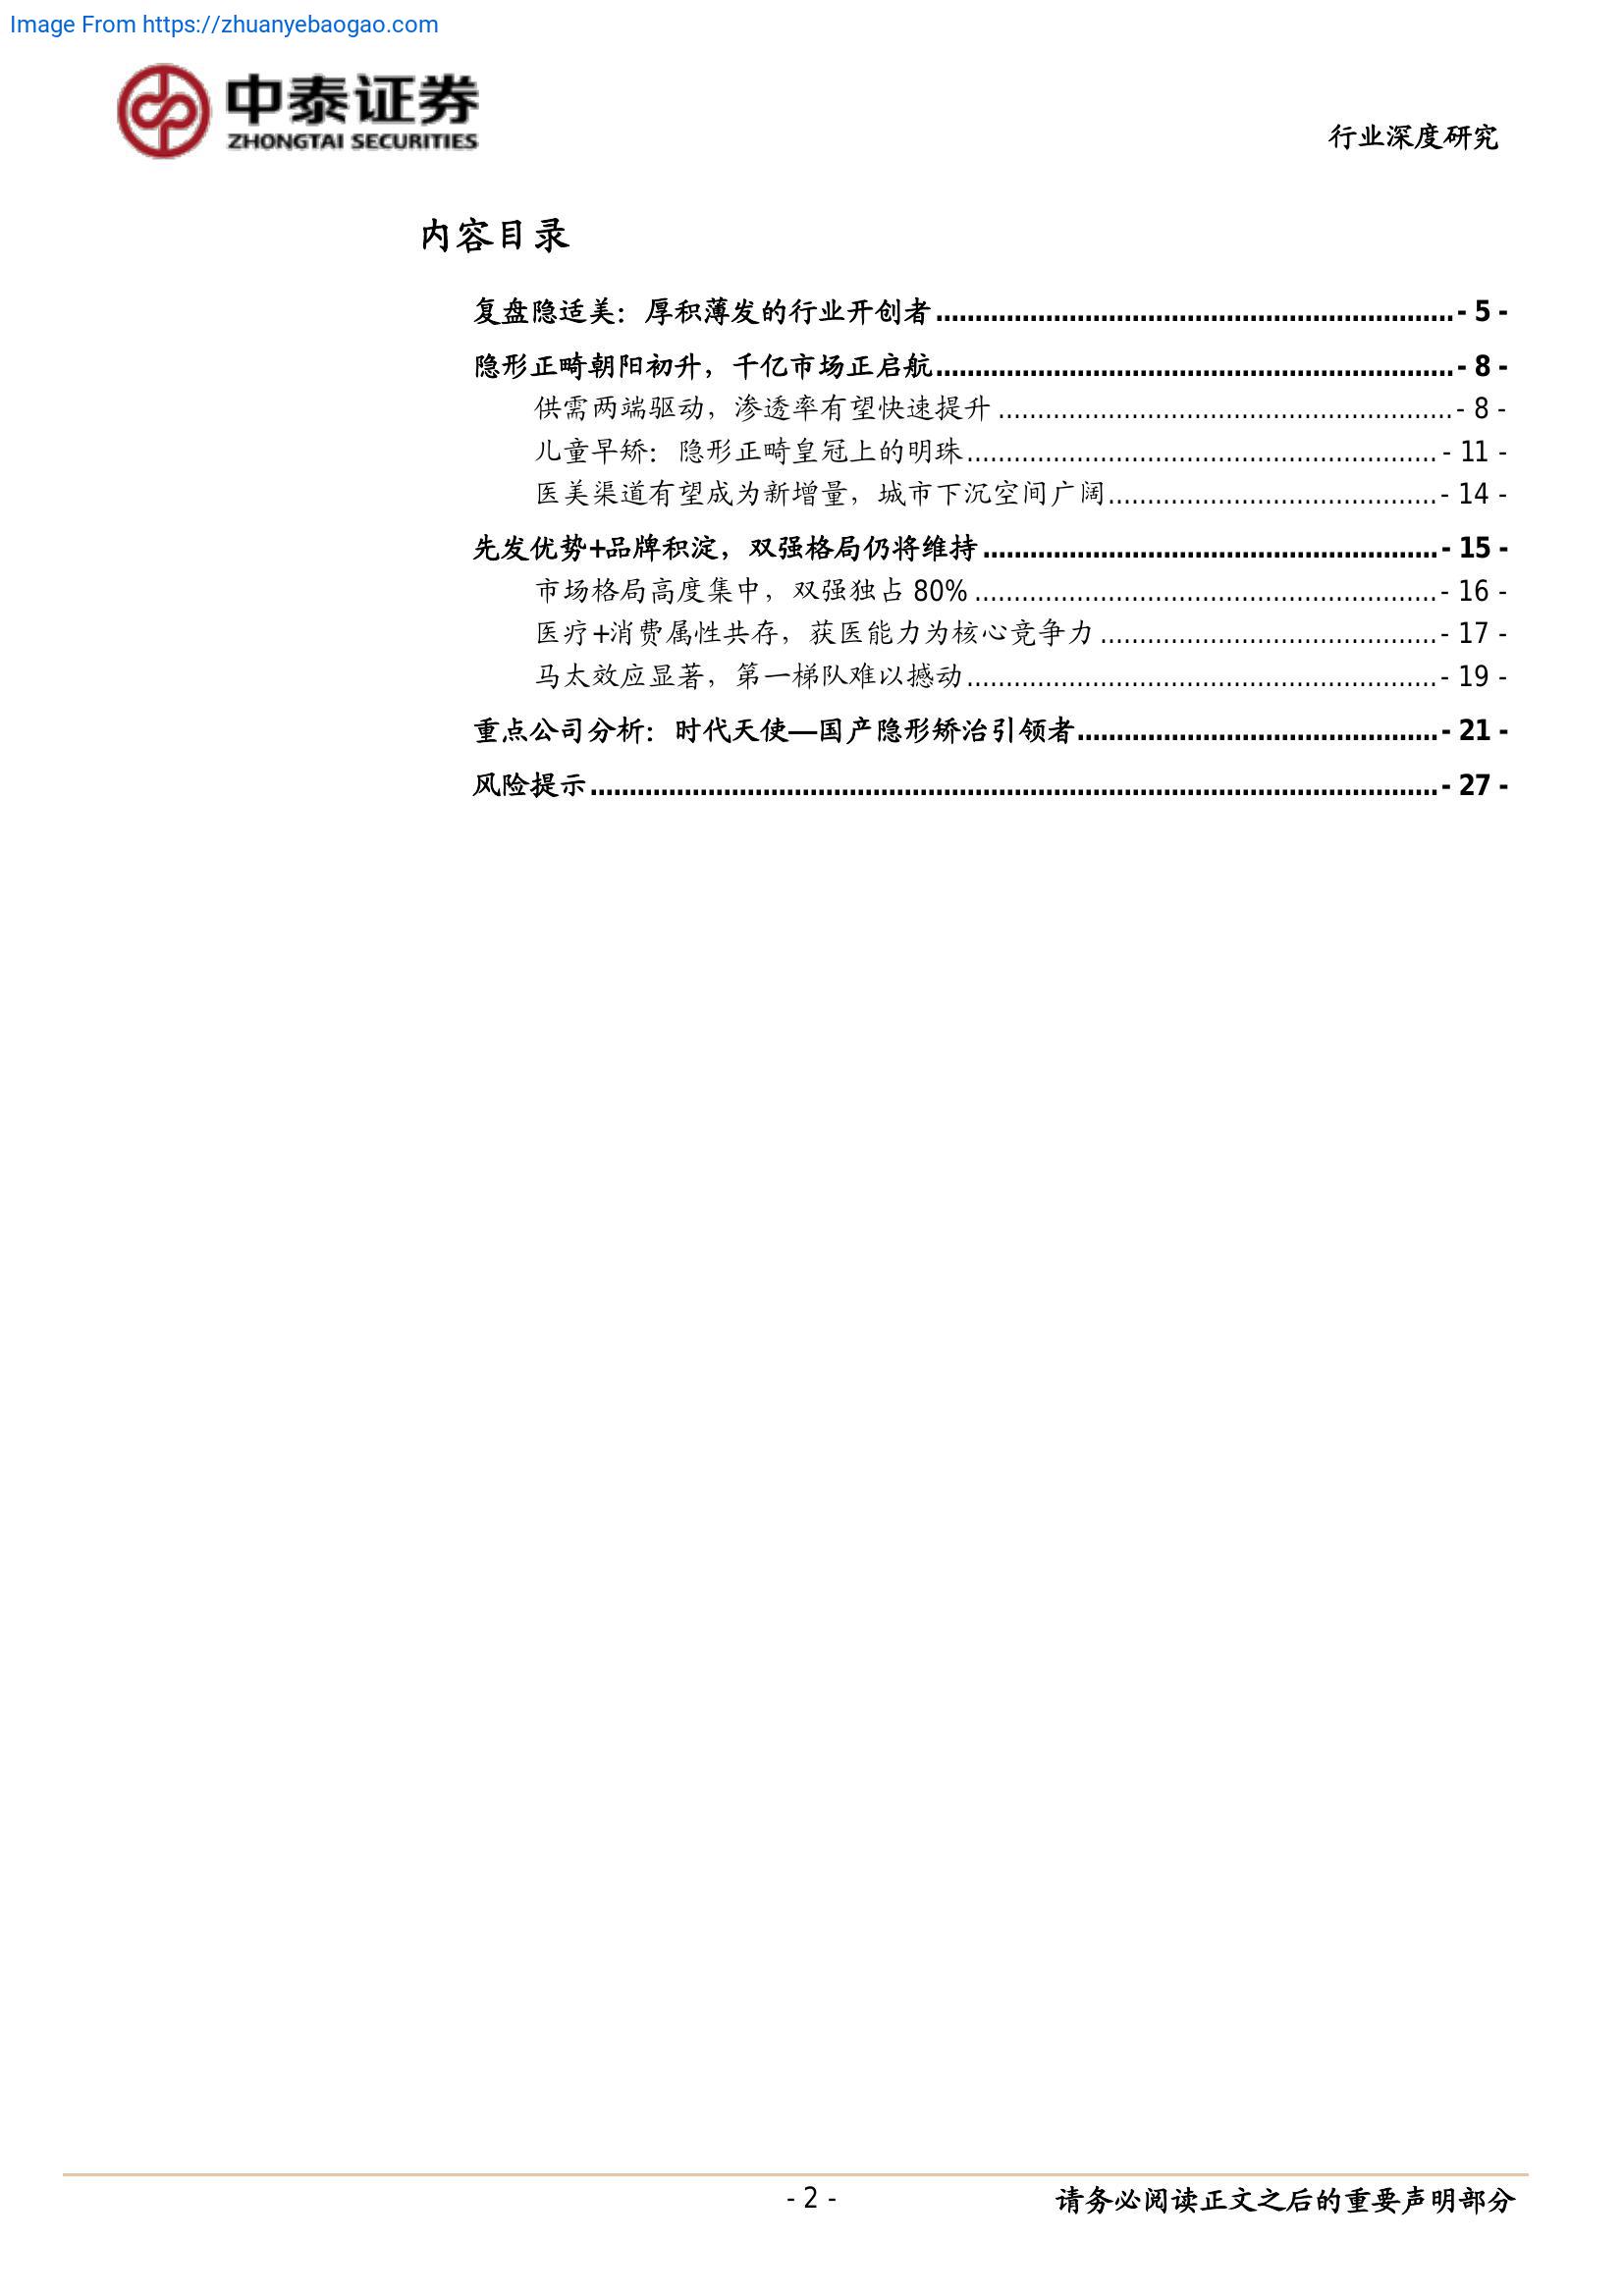 Image From https://zhuanyebaogao.com
中泰证券
ZHONGTAI SECURITIES
行业深度研究
内容目录
复盘隐适美：厚积薄发的行业开创者 - 5 -
隐形正畸朝阳初升，千亿市场正启航 - 8 -
供需两端驱动，渗透率有望快速提升 - 8 -
儿童早矫：隐形正畸皇冠上的明珠 - 11 -
医美渠道有望成为新增量，城市下沉空间广阔 - 14 -
先发优势+品牌积淀，双强格局仍将维持 - 15 -
市场格局高度集中，双强独占 80% - 16 -
医疗+消费属性共存，获医能力为核心竞争力 - 17 -
马太效应显著，第一梯队难以撼动 - 19 -
重点公司分析：时代天使—国产隐形矫治引领者 - 21 -
风险提示 - 27 -
- 2 -
请务必阅读正文之后的重要声明部分